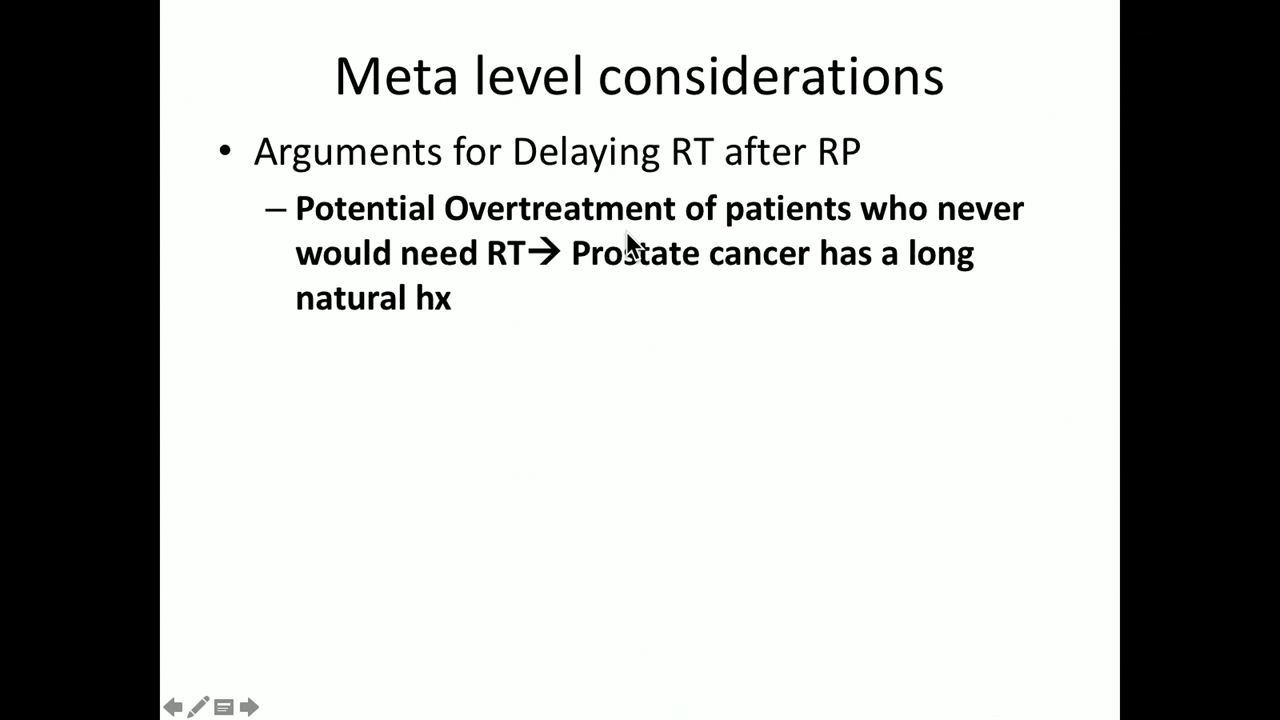 Meta level considerations
• Arguments for Delaying RT after RP
– Potential Overtreatment of patients who never
would need RT→ Prostate cancer has a long
natural hx